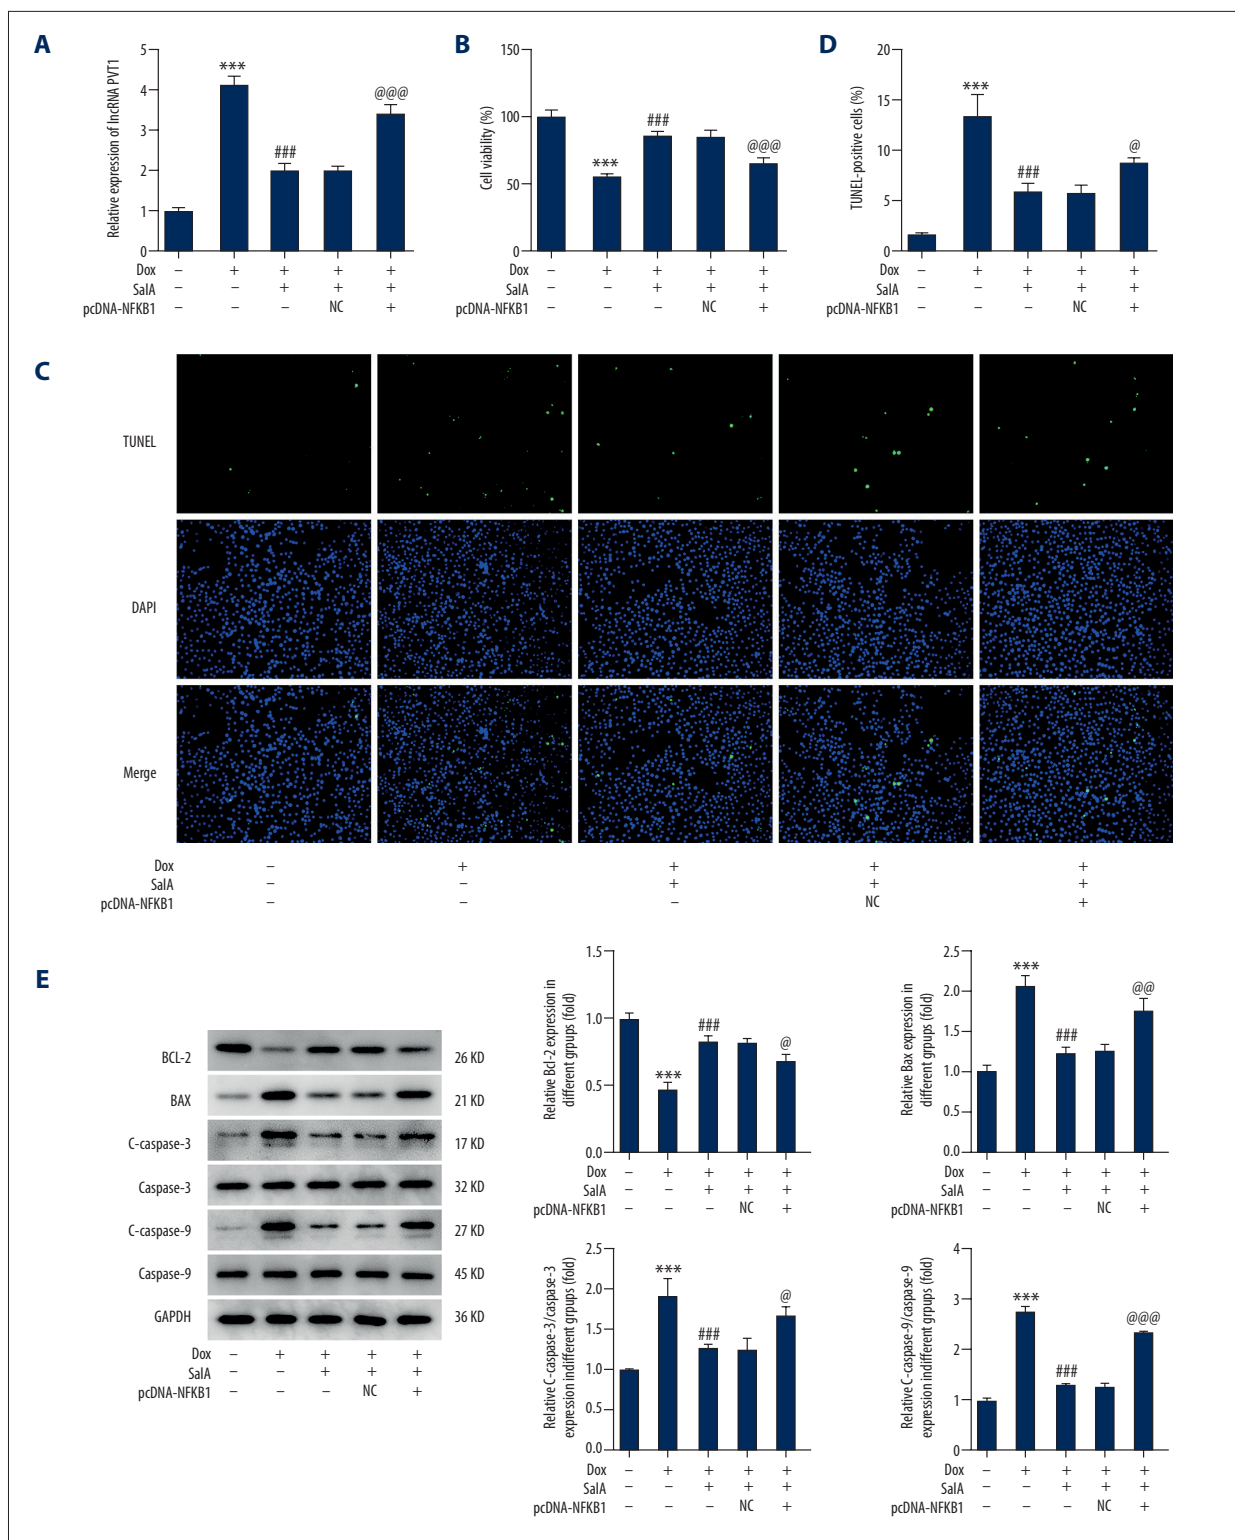 A
Relative expression of lncRNA PVT1
5
4
3
2
1
0
***
###
@@@
Dox – + + + +
SalA – – + + +
pcDNA-NFKB1 – – – NC +
B
Cell viability (%)
150
100
50
0
***
###
@@@
– + + + +
– – + + +
– – – NC +
D
TUNEL-positive cells (%)
20
15
10
5
0
***
###
@
Dox – + + + +
SalA – – + + +
pcDNA-NFKB1 – – – NC +
C
TUNEL
DAPI
Merge
Dox – + + + +
SalA – – + + +
pcDNA-NFKB1 – – – NC +
E
BCL-2 26 KD
BAX 21 KD
C-caspase-3 17 KD
Caspase-3 32 KD
C-caspase-9 27 KD
Caspase-9 45 KD
GAPDH 36 KD
Dox – + + + +
SalA – – + + +
pcDNA-NFKB1 – – – NC +
Relative Bcl-2 expression in
different grpups (fold)
1.5
1.0
0.5
0.0
***
###
@
Dox – + + + +
SalA – – + + +
pcDNA-NFKB1 – – – NC +
Relative Bax expression in
different grpups (fold)
2.5
2.0
1.5
1.0
0.5
0.0
***
###
@@
Dox – + + + +
SalA – – + + +
pcDNA-NFKB1 – – – NC +
Relative C-caspase-3/caspase-3
expression indifferent grpups (fold)
2.5
2.0
1.5
1.0
0.5
0.0
***
###
@
Dox – + + + +
SalA – – + + +
pcDNA-NFKB1 – – – NC +
Relative C-caspase-9/caspase-9
expression indifferent grpups (fold)
4
3
2
1
0
***
###
@@@
Dox – + + + +
SalA – – + + +
pcDNA-NFKB1 – – – NC +